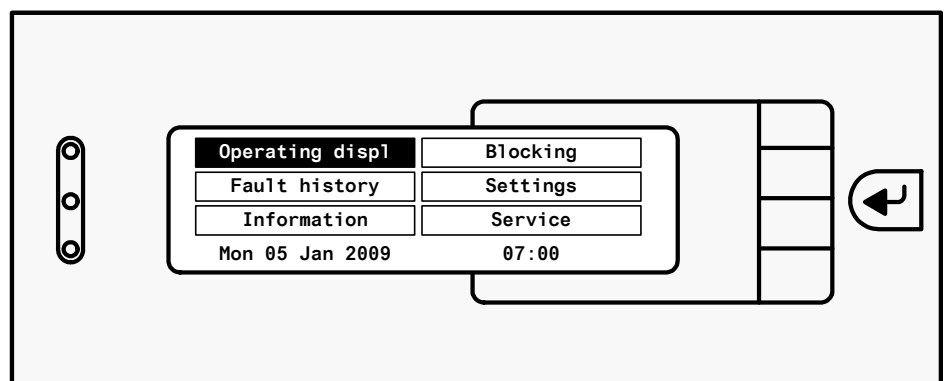 Operating displ Blocking
Fault history Settings
Information Service
Mon 05 Jan 2009 07:00